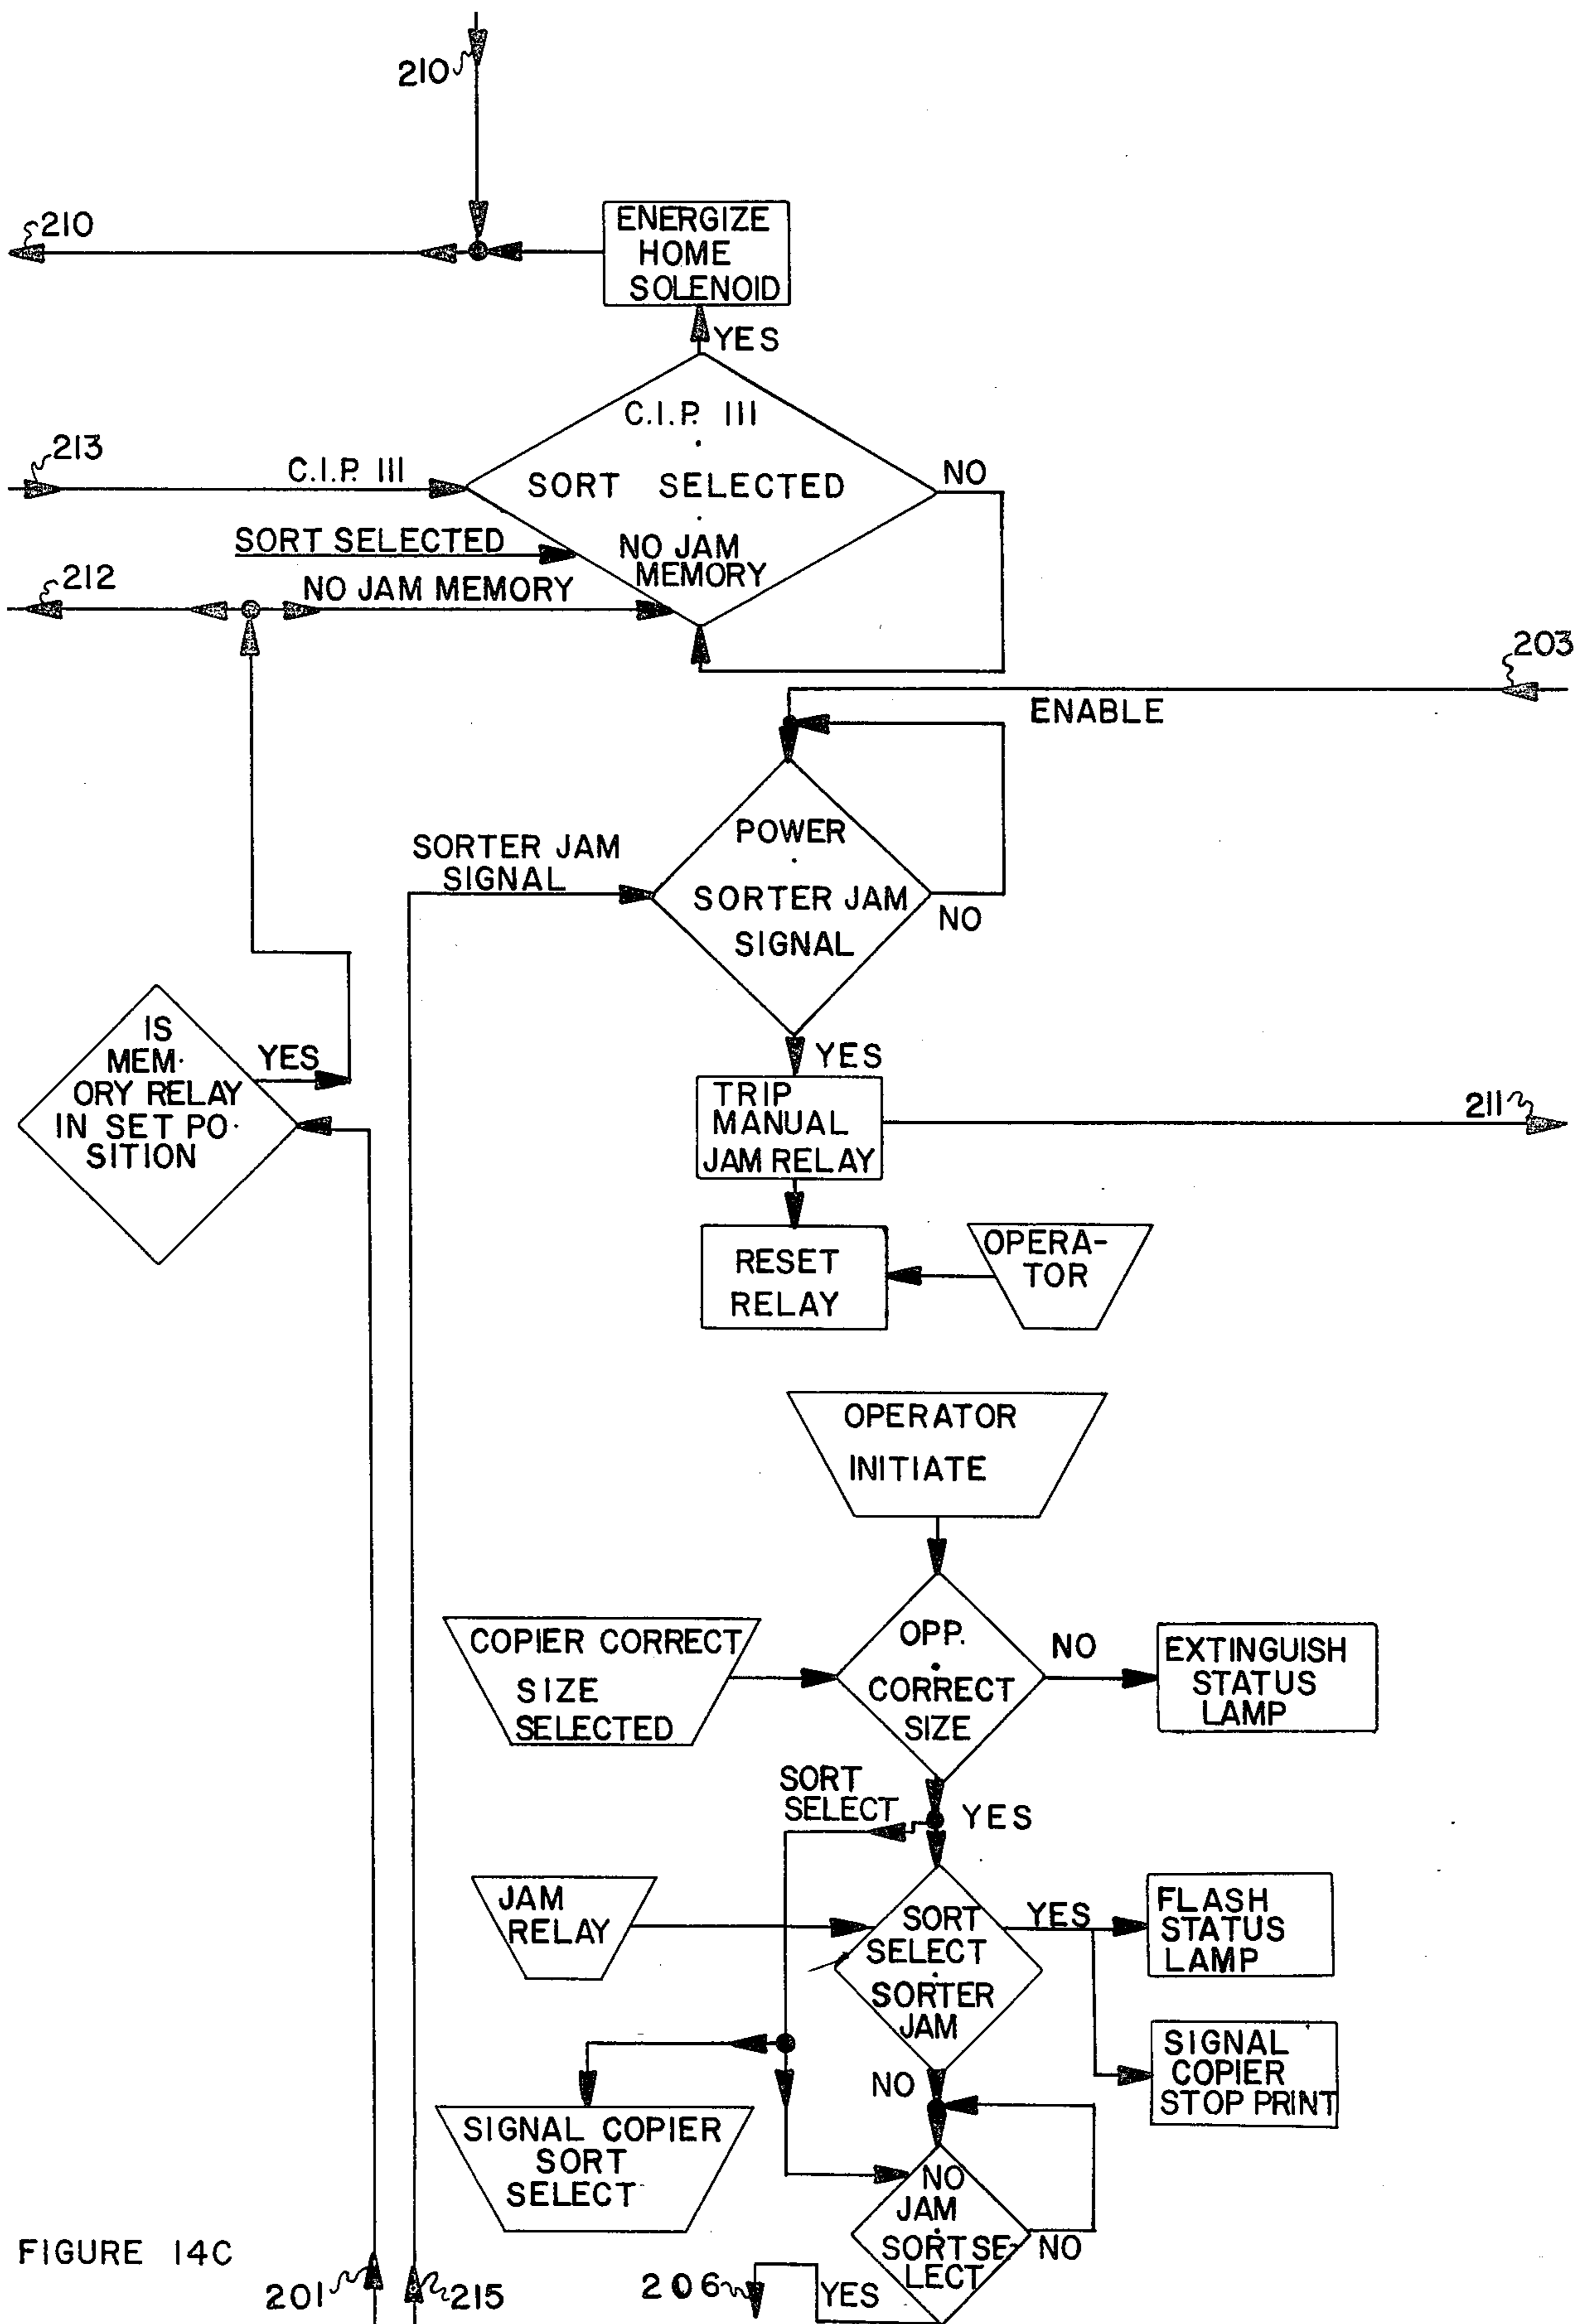 210
210
ENERGIZE
HOME
SOLENOID
YES
C.I.P. III
213
C.I.P. III
SORT SELECTED
NO
SORT SELECTED
NO JAM
MEMORY
212
NO JAM MEMORY
203
ENABLE
POWER
SORTER JAM
SIGNAL
SORTER JAM
SIGNAL
NO
IS
MEM-
ORY RELAY
IN SET PO-
SITION
YES
YES
TRIP
MANUAL
JAM RELAY
211
RESET
RELAY
OPERA-
TOR
OPERATOR
INITIATE
COPIER CORRECT
SIZE
SELECTED
OPP.
CORRECT
SIZE
NO
EXTINGUISH
STATUS
LAMP
SORT
SELECT
YES
JAM
RELAY
SORT
SELECT
SORTER
JAM
YES
FLASH
STATUS
LAMP
SIGNAL
COPIER
STOP PRINT
NO
SIGNAL COPIER
SORT
SELECT
NO
JAM
SORT SE-
LECT
NO
FIGURE 14C
201
215
206
YES